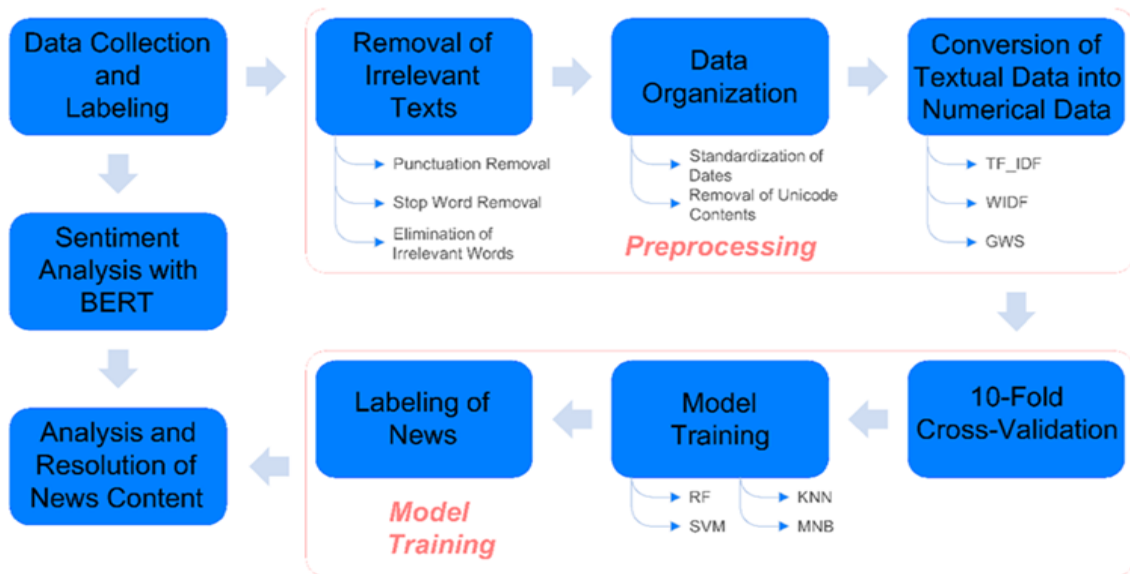 Data Collection
and
Labeling
Removal of
Irrelevant
Texts
Data
Organization
Conversion of
Textual Data into
Numerical Data
Punctuation Removal
Stop Word Removal
Elimination of
Irrelevant Words
Standardization of
Dates
Removal of Unicode
Contents
TF_IDF
WIDF
GWS
Preprocessing
Sentiment
Analysis with
BERT
10-Fold
Cross-Validation
Model
Training
RF
SVM
KNN
MNB
Labeling of
News
Model
Training
Analysis and
Resolution of
News Content